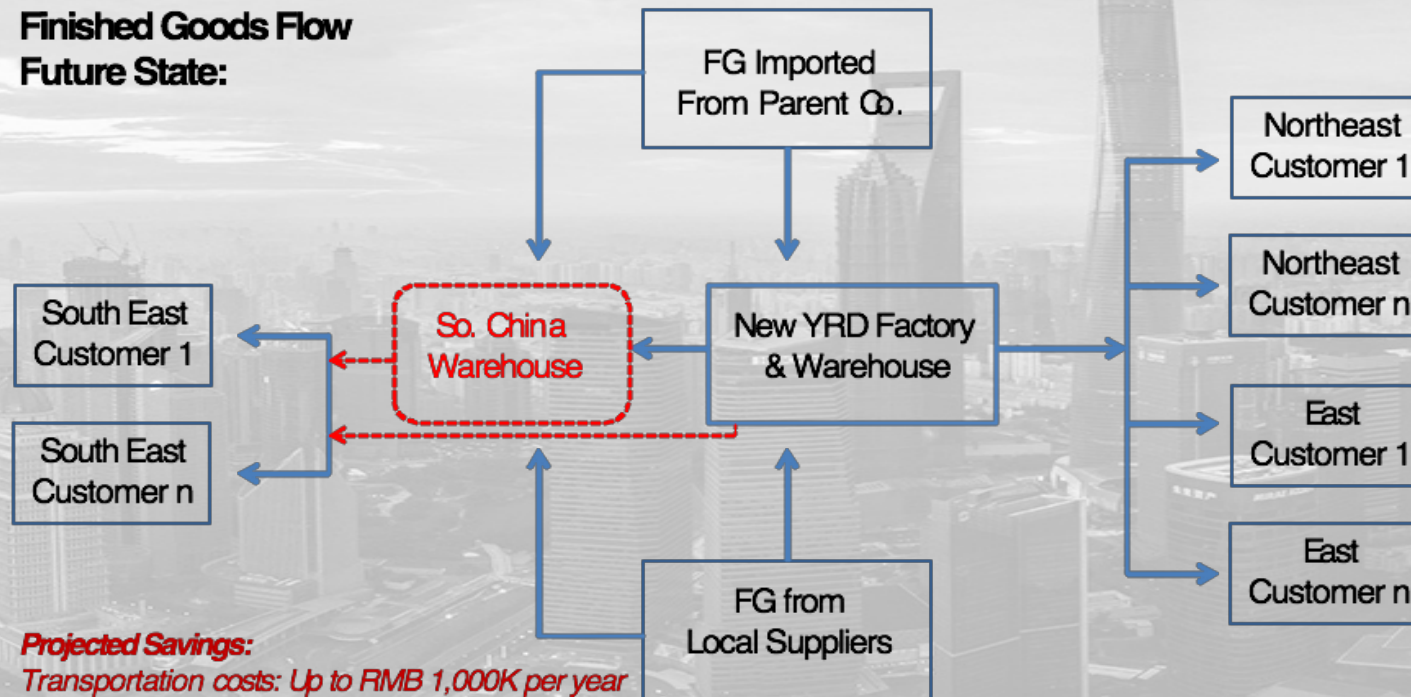 Finished Goods Flow
Future State:
FG Imported
From Parent Co.
Northeast
Customer 1
Northeast
Customer n
South East
Customer 1
So. China
Warehouse
New YRD Factory
& Warehouse
East
Customer 1
South East
Customer n
East
Customer n
FG from
Local Suppliers
Projected Savings:
Transportation costs: Up to RMB 1,000K per year